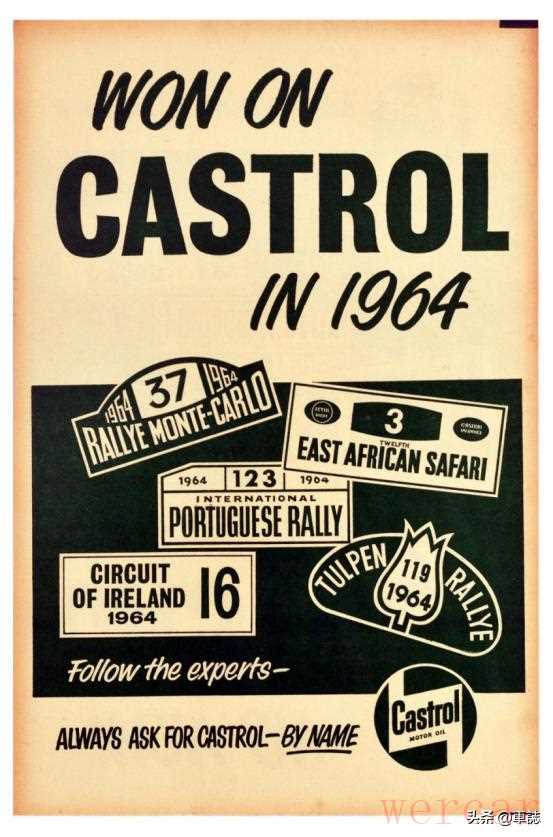 WON ON
CASTROL
IN 1964
1964 37 1964
RALLYE MONTE-CARLO
3
TWELFTH
EAST AFRICAN SAFARI
1964 123 1964
INTERNATIONAL
PORTUGUESE RALLY
CIRCUIT
OF IRELAND 16
1964
TULPEN 119 RALLYE
1964
Follow the experts—
ALWAYS ASK FOR CASTROL—BY NAME
Castrol
MOTOR OIL
wercar
头条 @車誌